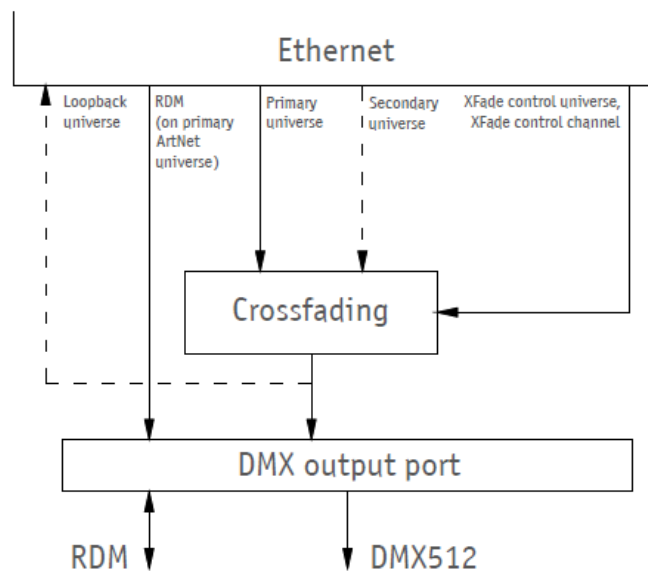 Ethernet
Loopback
universe
RDM
(on primary
ArtNet
universe)
Primary
universe
Secondary
universe
XFade control universe,
XFade control channel
Crossfading
DMX output port
RDM
DMX512